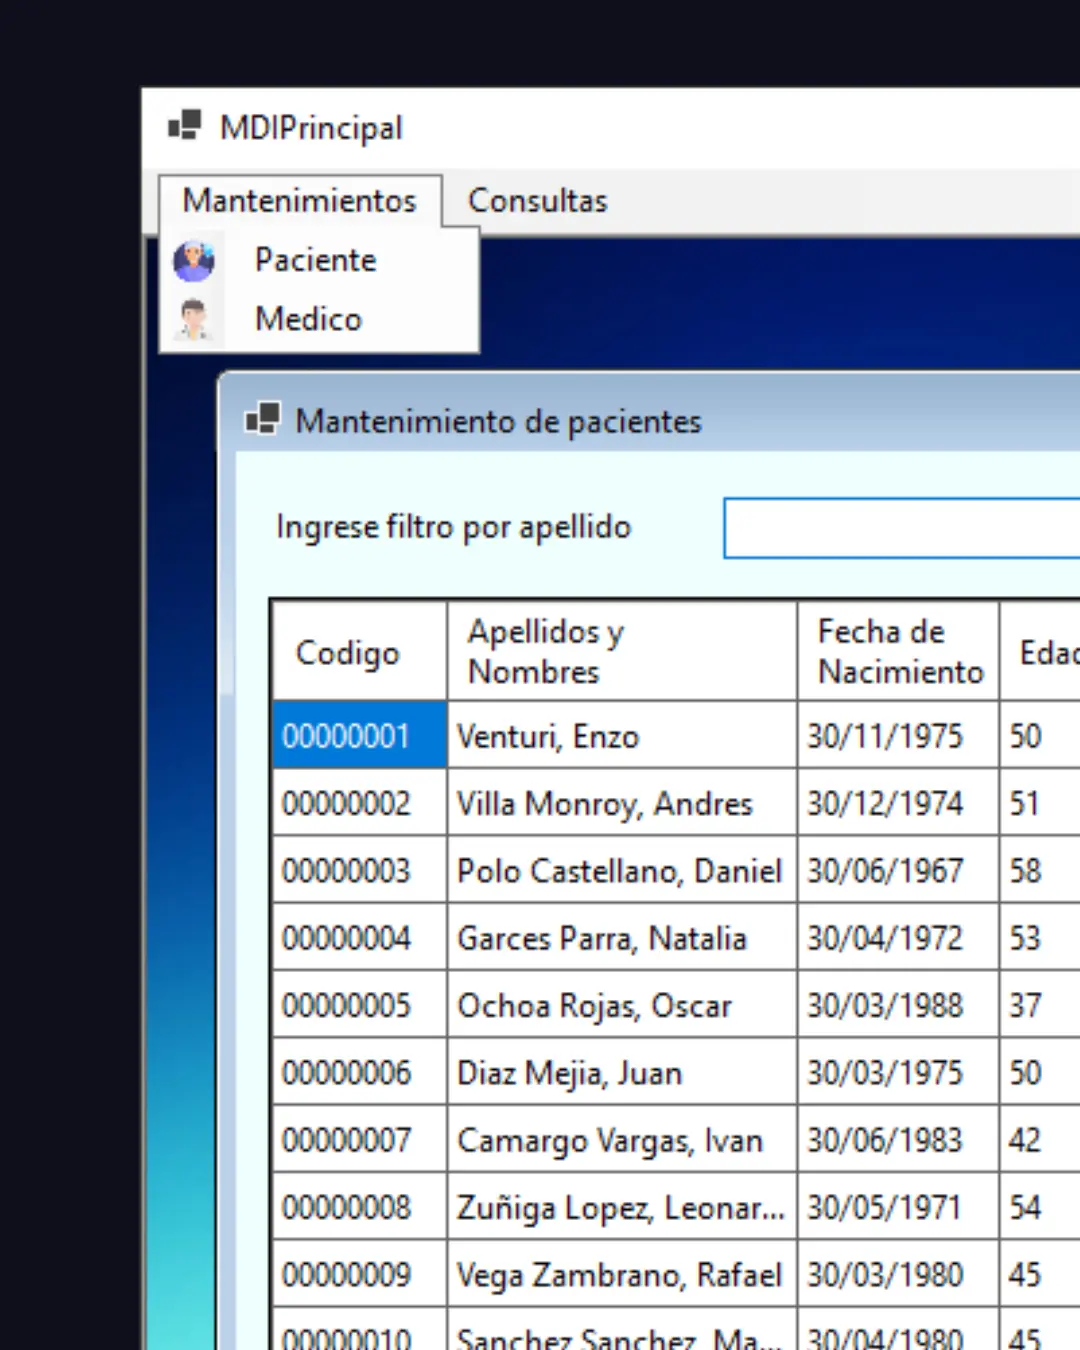 MDIPrincipal
Mantenimientos Consultas
Paciente
Medico
Mantenimiento de pacientes
Ingrese filtro por apellido
Codigo Apellidos y Nombres Fecha de Nacimiento Edad
00000001 Venturi, Enzo 30/11/1975 50
00000002 Villa Monroy, Andres 30/12/1974 51
00000003 Polo Castellano, Daniel 30/06/1967 58
00000004 Garces Parra, Natalia 30/04/1972 53
00000005 Ochoa Rojas, Oscar 30/03/1988 37
00000006 Diaz Mejia, Juan 30/03/1975 50
00000007 Camargo Vargas, Ivan 30/06/1983 42
00000008 Zuñiga Lopez, Leonar... 30/05/1971 54
00000009 Vega Zambrano, Rafael 30/03/1980 45
00000010 Sanchez Sanchez, Ma... 30/04/1980 45